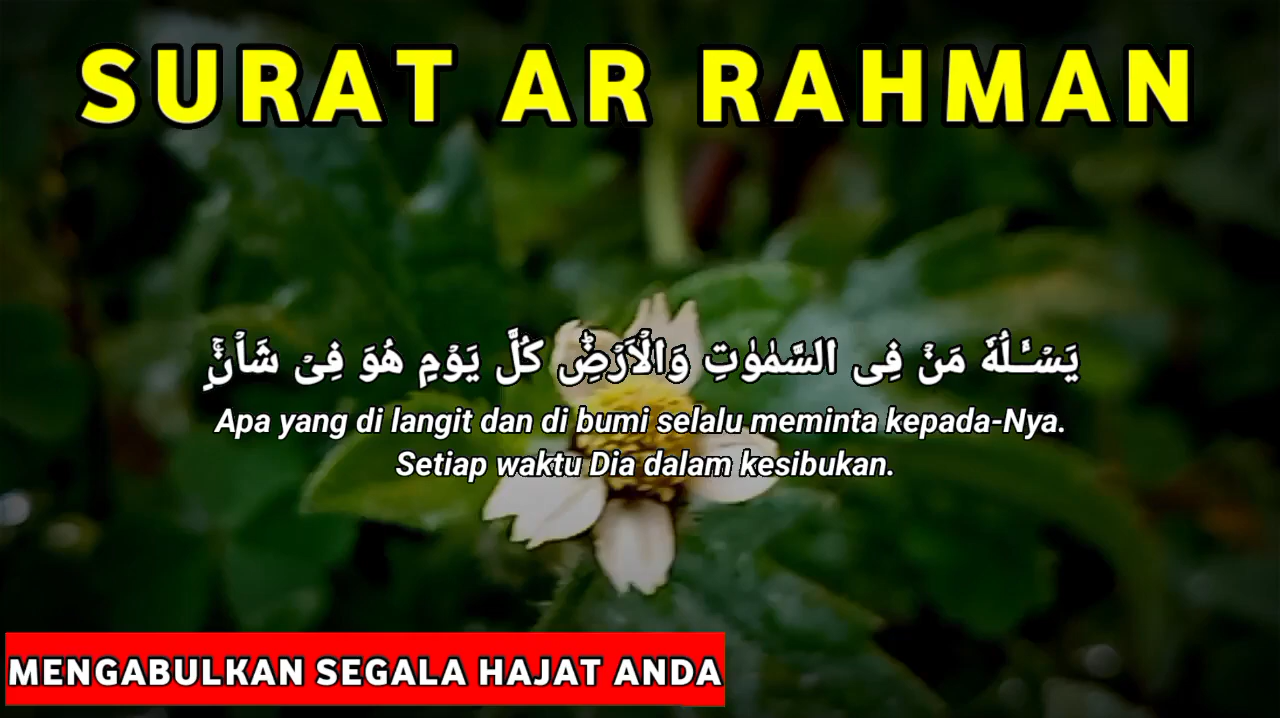 SURAT AR RAHMAN
يَسْـَٔلُهٗ مَنْ فِى السَّمٰوٰتِ وَالْاَرْضِۗ كُلَّ يَوْمٍ هُوَ فِيْ شَأْنٍۚ
Apa yang di langit dan di bumi selalu meminta kepada-Nya.
Setiap waktu Dia dalam kesibukan.
MENGABULKAN SEGALA HAJAT ANDA